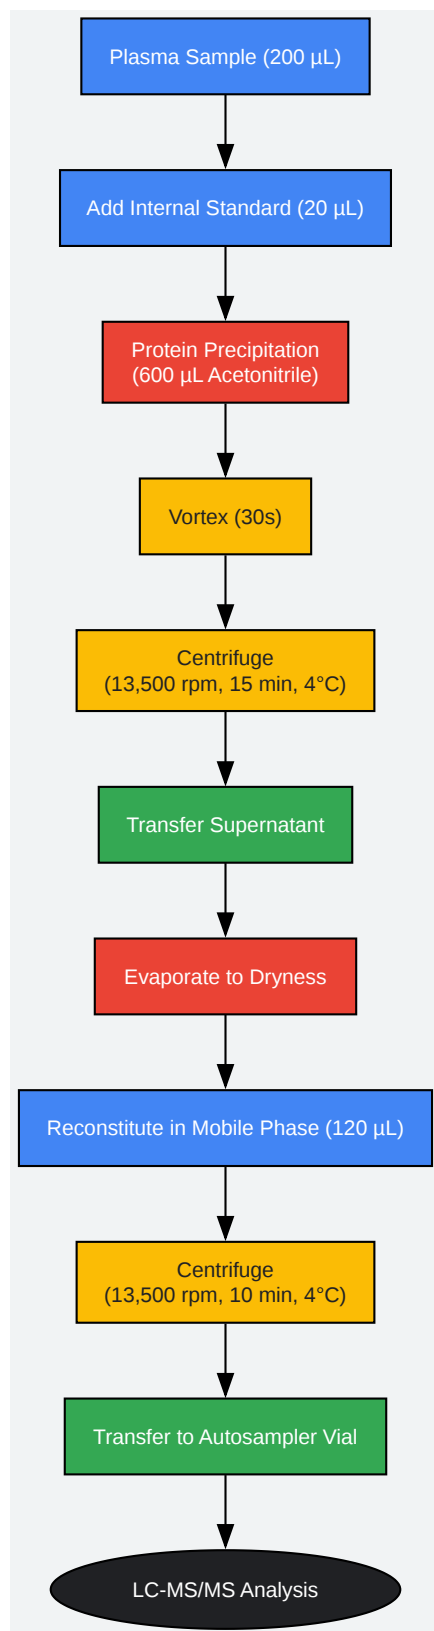 Plasma Sample (200 µL)
Add Internal Standard (20 µL)
Protein Precipitation
(600 µL Acetonitrile)
Vortex (30s)
Centrifuge
(13,500 rpm, 15 min, 4°C)
Transfer Supernatant
Evaporate to Dryness
Reconstitute in Mobile Phase (120 µL)
Centrifuge
(13,500 rpm, 10 min, 4°C)
Transfer to Autosampler Vial
LC-MS/MS Analysis